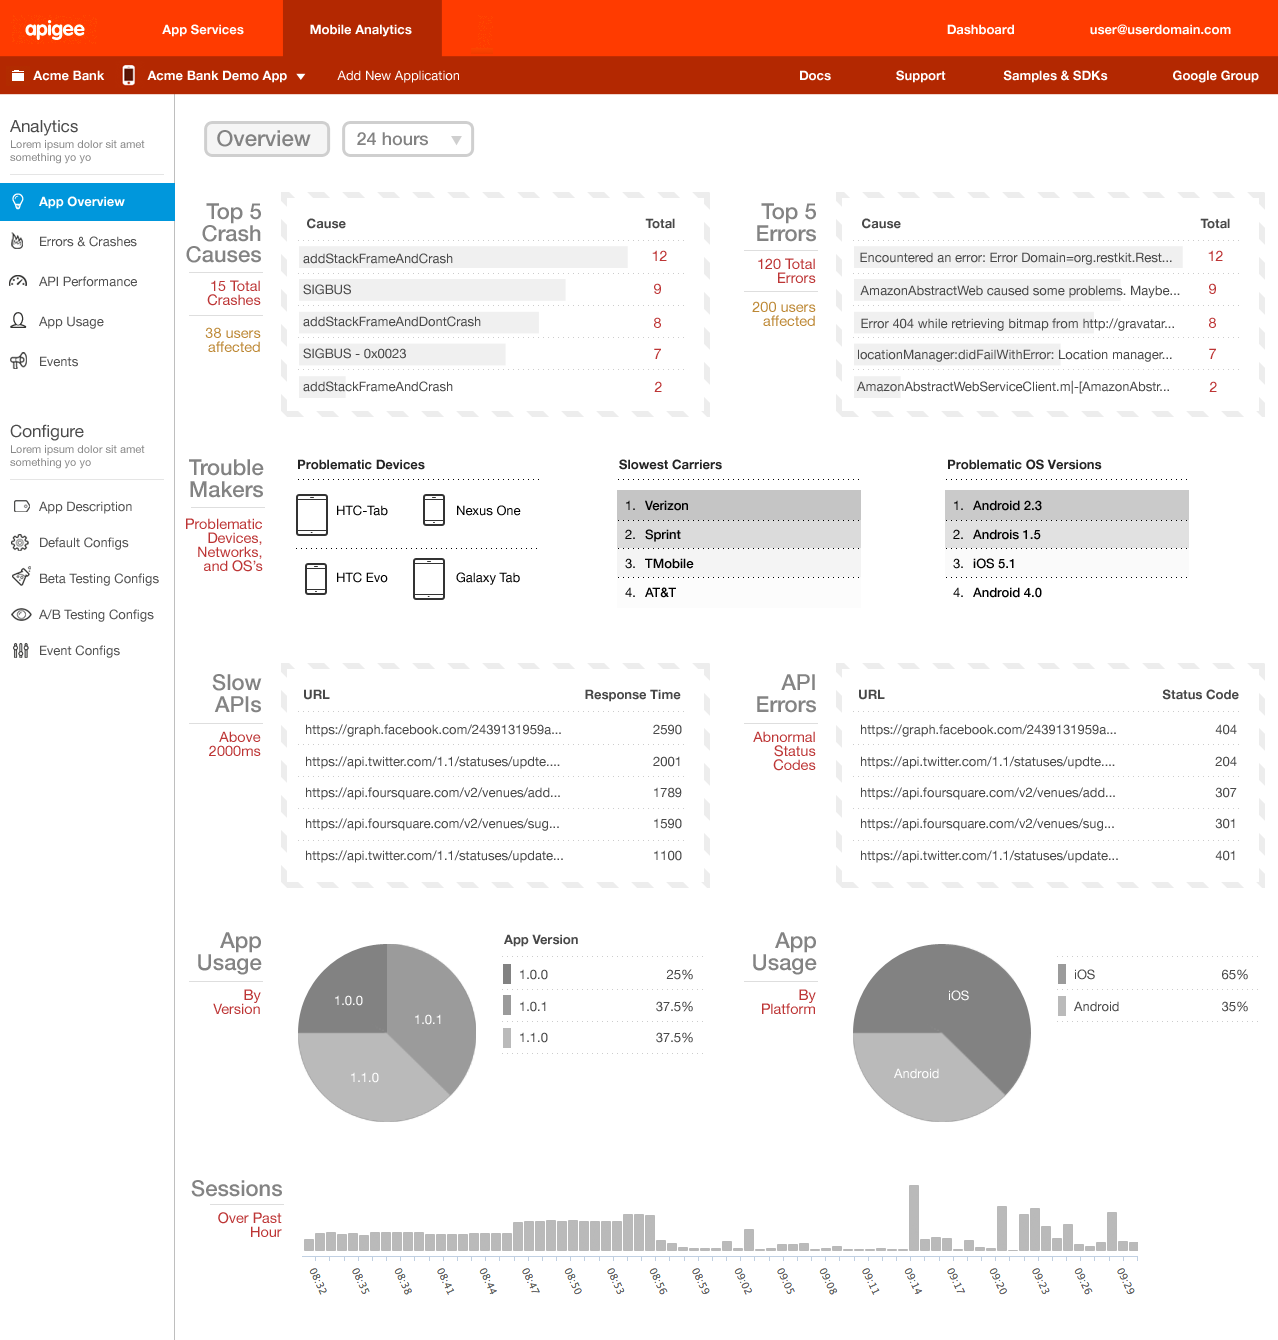 apigee
App Services
Mobile Analytics
Dashboard
user@userdomain.com
Acme Bank
Acme Bank Demo App
Add New Application
Docs
Support
Samples & SDKs
Google Group
Analytics
Lorem ipsum dolor sit amet
something yo yo
App Overview
Errors & Crashes
API Performance
App Usage
Events
Configure
Lorem ipsum dolor sit amet
something yo yo
App Description
Default Configs
Beta Testing Configs
A/B Testing Configs
Event Configs
Overview
24 hours
Top 5
Crash
Causes
15 Total
Crashes
38 users
affected
Cause Total
addStackFrameAndCrash 12
SIGBUS 9
addStackFrameAndDontCrash 8
SIGBUS - 0x0023 7
addStackFrameAndCrash 2
Top 5
Errors
120 Total
Errors
200 users
affected
Cause Total
Encountered an error: Error Domain=org.restkit.Rest... 12
AmazonAbstractWeb caused some problems. Maybe... 9
Error 404 while retrieving bitmap from http://gravatar... 8
locationManager:didFailWithError: Location manager... 7
AmazonAbstractWebServiceClient.m|-[AmazonAbstr... 2
Trouble
Makers
Problematic
Devices,
Networks,
and OS's
Problematic Devices
HTC-Tab
Nexus One
HTC Evo
Galaxy Tab
Slowest Carriers
1. Verizon
2. Sprint
3. TMobile
4. AT&T
Problematic OS Versions
1. Android 2.3
2. Androis 1.5
3. iOS 5.1
4. Android 4.0
Slow
APIs
Above
2000ms
URL Response Time
https://graph.facebook.com/2439131959a... 2590
https://api.twitter.com/1.1/statuses/updte.... 2001
https://api.foursquare.com/v2/venues/add... 1789
https://api.foursquare.com/v2/venues/sug... 1590
https://api.twitter.com/1.1/statuses/update... 1100
API
Errors
Abnormal
Status
Codes
URL Status Code
https://graph.facebook.com/2439131959a... 404
https://api.twitter.com/1.1/statuses/updte.... 204
https://api.foursquare.com/v2/venues/add... 307
https://api.foursquare.com/v2/venues/sug... 301
https://api.twitter.com/1.1/statuses/update... 401
App
Usage
By
Version
1.0.0
1.0.1
1.1.0
App Version
1.0.0 25%
1.0.1 37.5%
1.1.0 37.5%
App
Usage
By
Platform
iOS
Android
iOS 65%
Android 35%
Sessions
Over Past
Hour
08:32 08:35 08:38 08:41 08:44 08:47 08:50 08:53 08:56 08:59 09:02 09:05 09:08 09:11 09:14 09:17 09:20 09:23 09:26 09:29